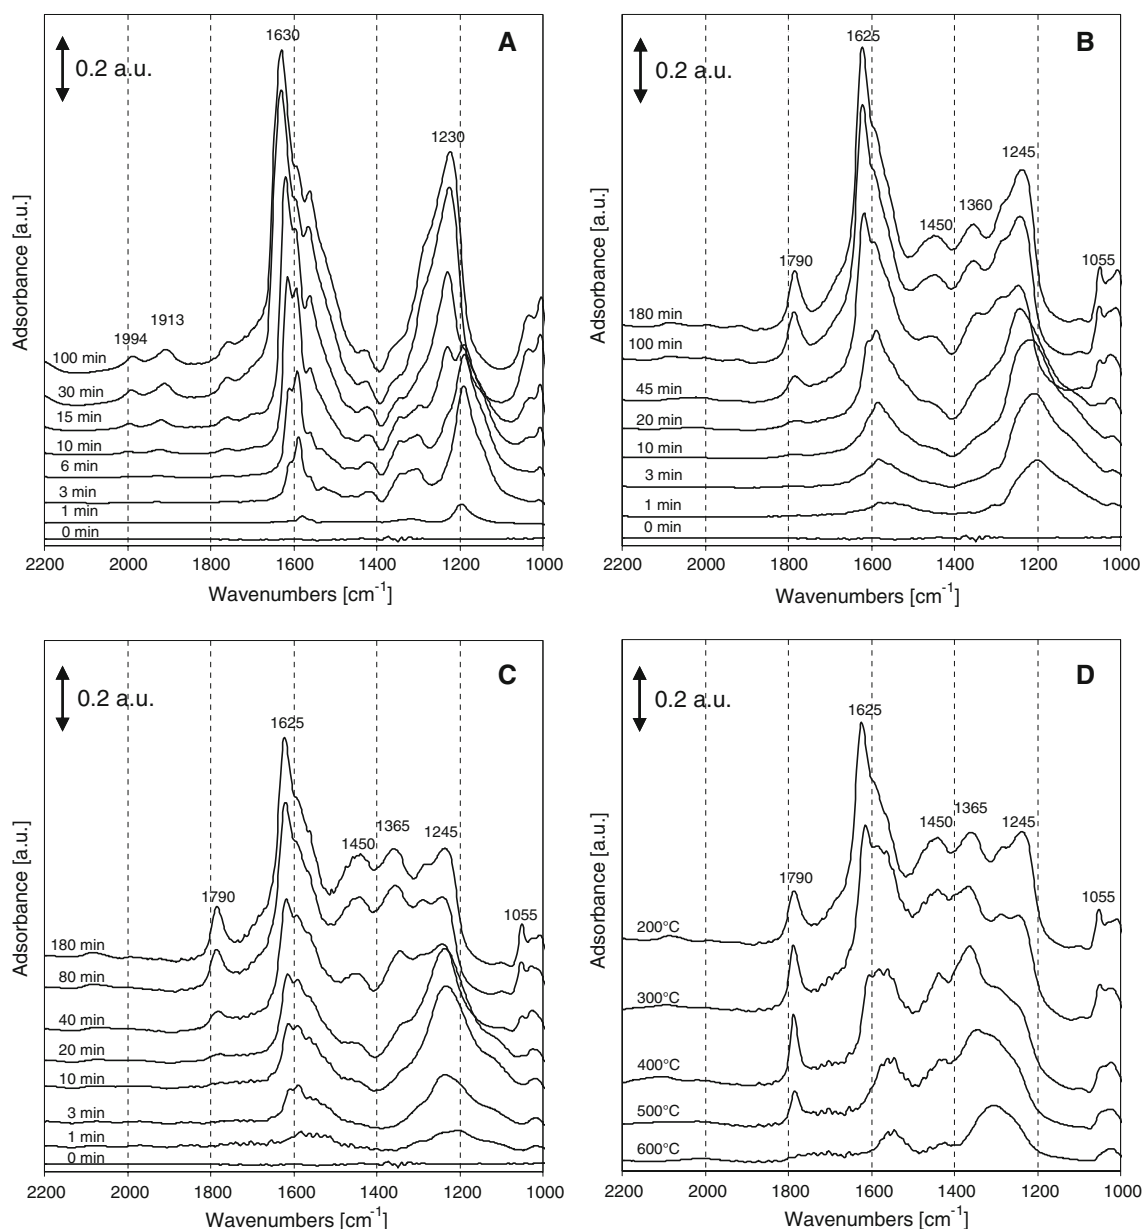 A
0.2 a.u.
1630
1230
1994
1913
100 min
30 min
15 min
10 min
6 min
3 min
1 min
0 min
Adsorbance [a.u.]
2200 2000 1800 1600 1400 1200 1000
Wavenumbers [cm-1]
B
0.2 a.u.
1625
1245
1360
1450
1790
1055
180 min
100 min
45 min
20 min
10 min
3 min
1 min
0 min
Adsorbance [a.u.]
2200 2000 1800 1600 1400 1200 1000
Wavenumbers [cm-1]
C
0.2 a.u.
1625
1365
1245
1450
1790
1055
180 min
80 min
40 min
20 min
10 min
3 min
1 min
0 min
Adsorbance [a.u.]
2200 2000 1800 1600 1400 1200 1000
Wavenumbers [cm-1]
D
0.2 a.u.
1625
1450
1365
1245
1790
1055
200°C
300°C
400°C
500°C
600°C
Adsorbance [a.u.]
2200 2000 1800 1600 1400 1200 1000
Wavenumbers [cm-1]